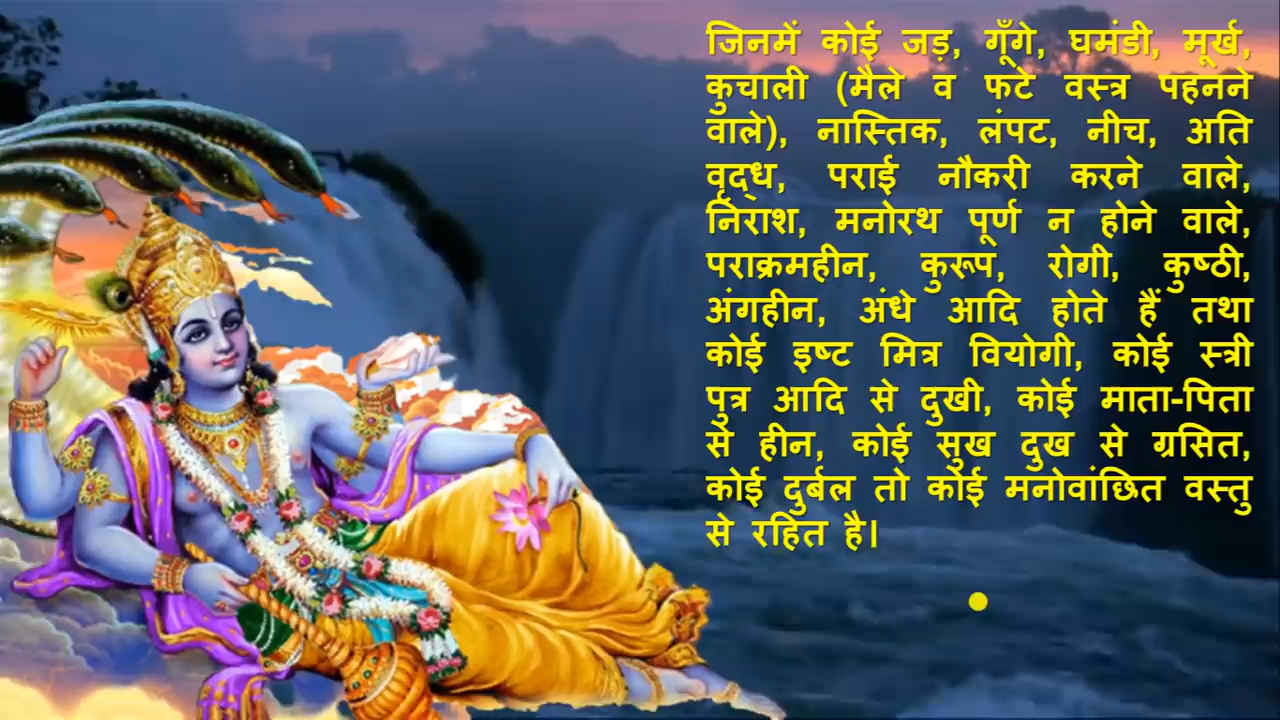 जिनमें कोई जड़, गूँगे, घमंडी, मूर्ख,
कुचाली (मैले व फटे वस्त्र पहनने
वाले), नास्तिक, लंपट, नीच, अति
वृद्ध, पराई नौकरी करने वाले,
निराश, मनोरथ पूर्ण न होने वाले,
पराक्रमहीन, कुरूप, रोगी, कुष्ठी,
अंगहीन, अंधे आदि होते हैं तथा
कोई इष्ट मित्र वियोगी, कोई स्त्री
पुत्र आदि से दुखी, कोई माता-पिता
से हीन, कोई सुख दुख से ग्रसित,
कोई दुर्बल तो कोई मनोवांछित वस्तु
से रहित है।